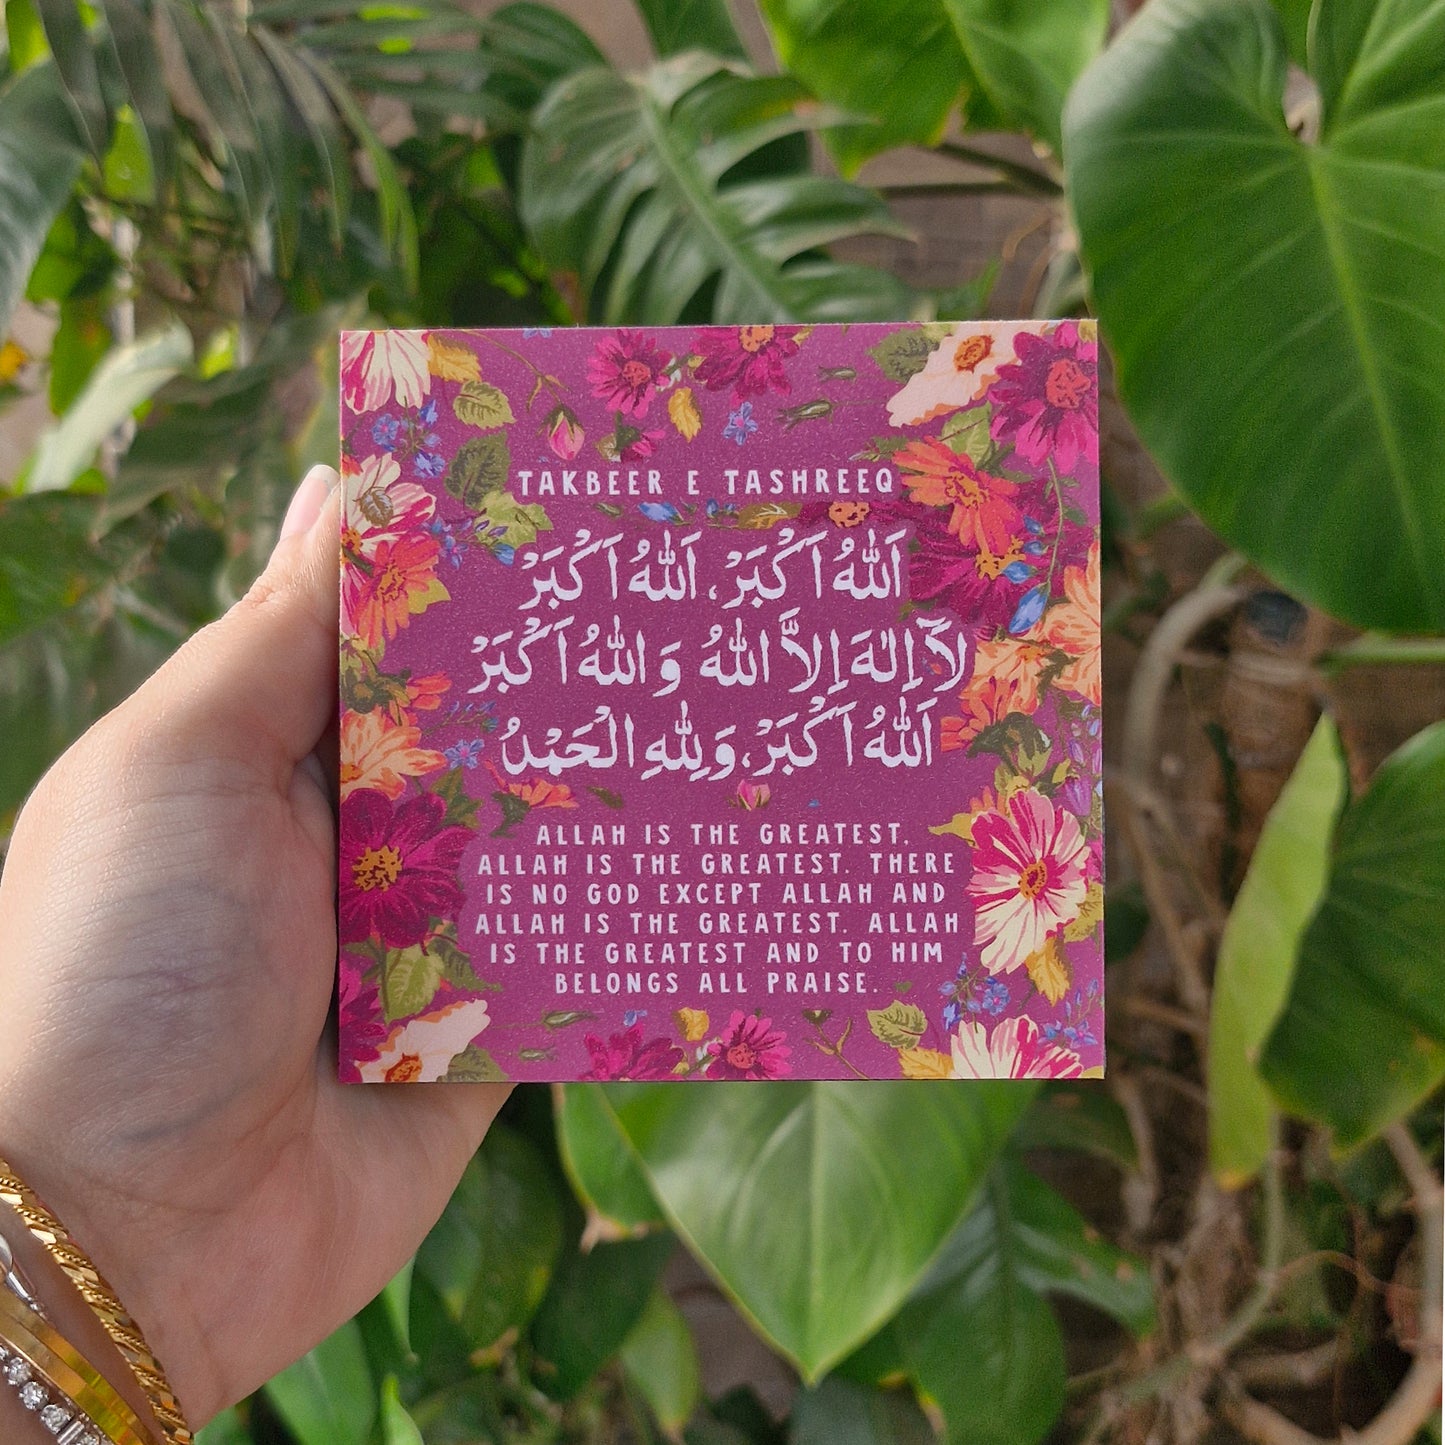 TAKBEER E TASHREEQ
اَللّٰهُ اَكْبَرْ، اَللّٰهُ اَكْبَرْ
لَآ اِلٰهَ اِلَّا اللّٰهُ وَاللّٰهُ اَكْبَرْ
اَللّٰهُ اَكْبَرْ، وَلِلّٰهِ الْحَمْدُ
ALLAH IS THE GREATEST,
ALLAH IS THE GREATEST. THERE
IS NO GOD EXCEPT ALLAH AND
ALLAH IS THE GREATEST. ALLAH
IS THE GREATEST AND TO HIM
BELONGS ALL PRAISE.